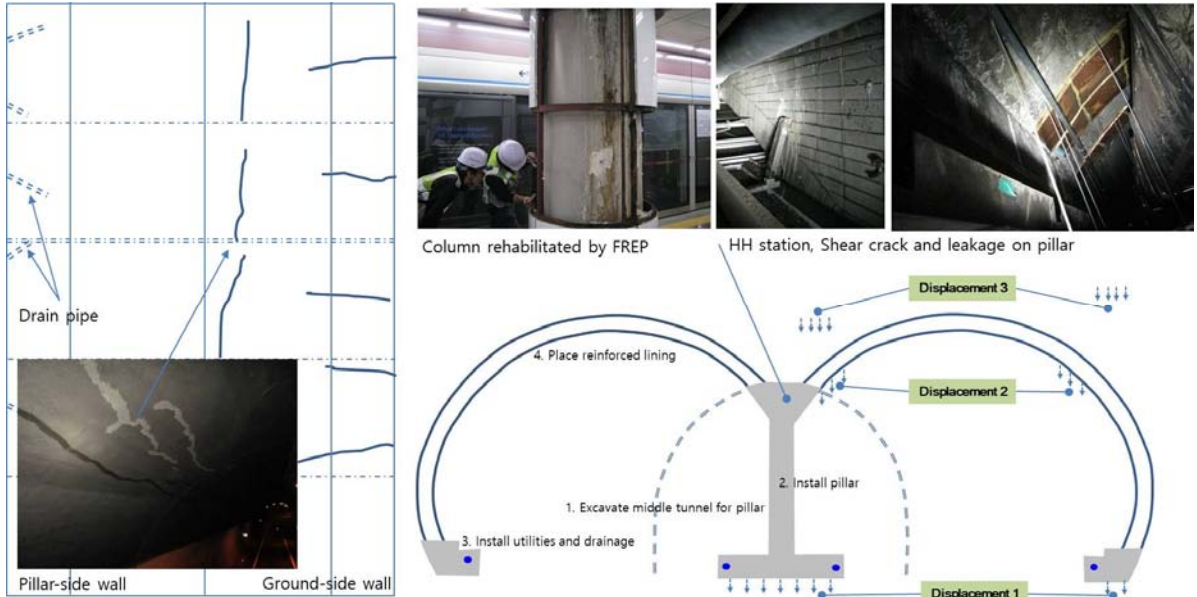 Drain pipe
Pillar-side wall
Ground-side wall
Column rehabilitated by FREP
HH station, Shear crack and leakage on pillar
Displacement 3
4. Place reinforced lining
Displacement 2
2. Install pillar
1. Excavate middle tunnel for pillar
3. Install utilities and drainage
Displacement 1